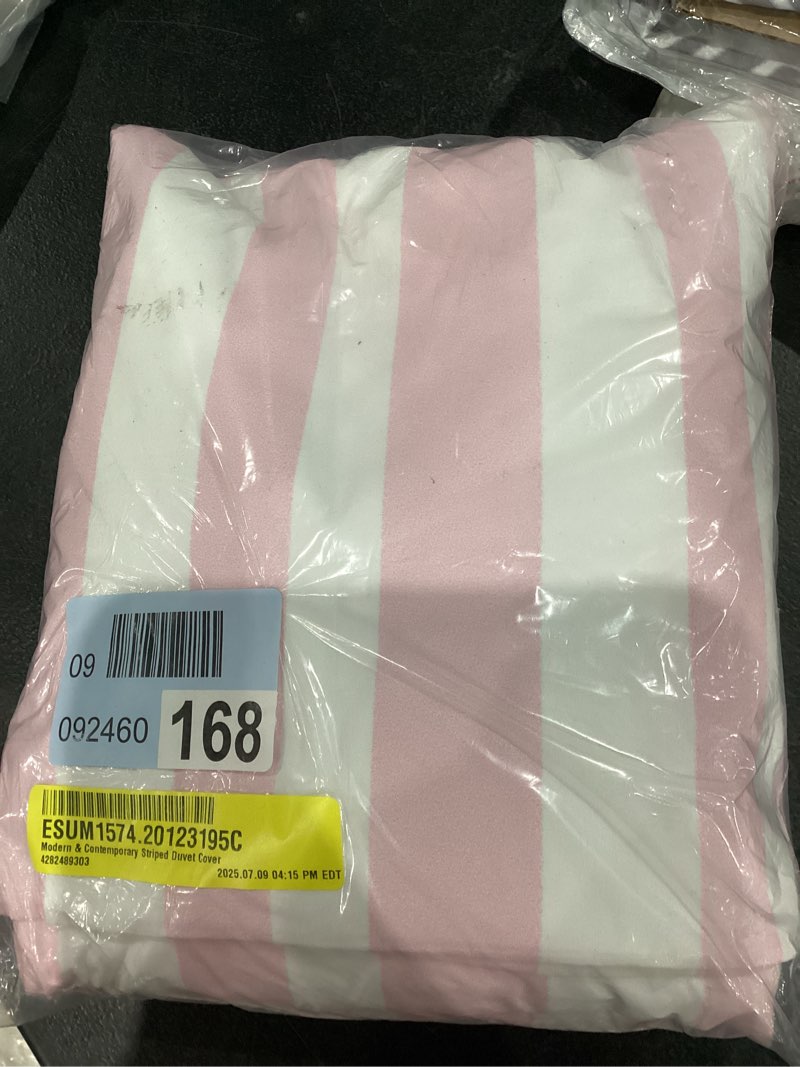 09
092460
168
ESUM1574.20123195C
Modern & Contemporary Striped Duvet Cover
4282489303
2025.07.09 04:15 PM EDT